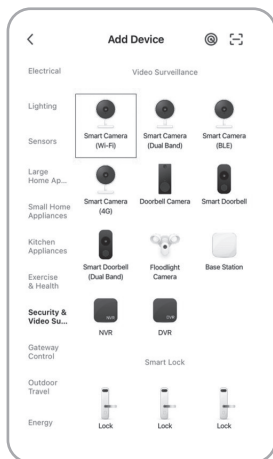 Add Device
Electrical
Lighting
Sensors
Large
Home Ap...
Small Home
Appliances
Kitchen
Appliances
Exercise
& Health
Security &
Video Su...
Gateway
Control
Outdoor
Travel
Energy
Video Surveillance
Smart Camera
(Wi-Fi)
Smart Camera
(Dual Band)
Smart Camera
(BLE)
Smart Camera
(4G)
Doorbell Camera
Smart Doorbell
Smart Doorbell
(Dual Band)
Floodlight
Camera
Base Station
NVR
NVR
DVR
DVR
Smart Lock
Lock
Lock
Lock